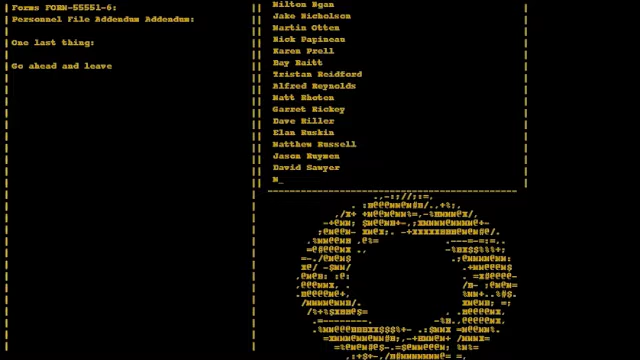 Forms FORM-55551-6:
Personnel File Addendum Addendum:
One last thing:
Go ahead and leave
Hilton Ngan
Jake Nicholson
Martin Otten
Nick Papineau
Karen Prell
Bay Raitt
Tristan Reidford
Alfred Reynolds
Matt Rhoten
Garret Rickey
Dave Riller
Elan Ruskin
Matthew Russell
Jason Ruymen
David Sawyer
M_